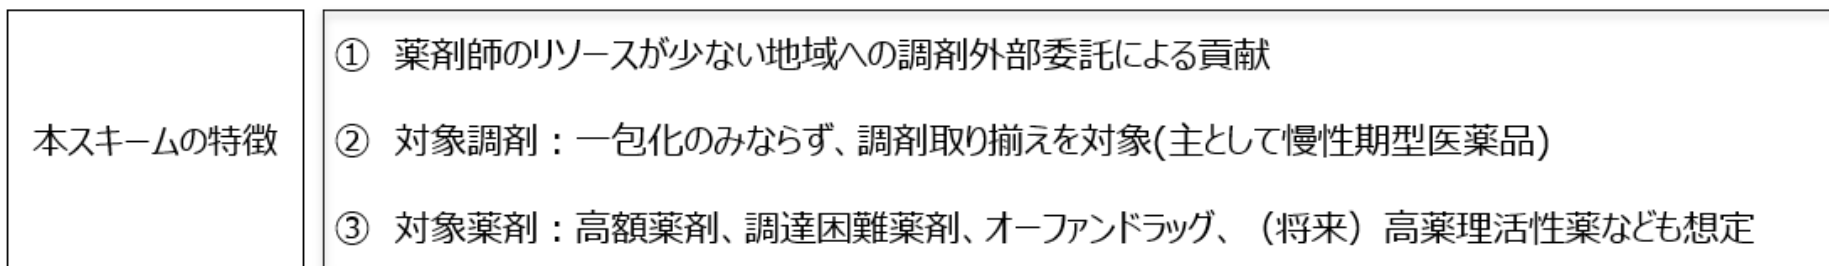 本スキームの特徴
① 薬剤師のリソースが少ない地域への調剤外部委託による貢献
② 対象調剤：一包化のみならず、調剤取り揃えを対象(主として慢性期型医薬品)
③ 対象薬剤：高額薬剤、調達困難薬剤、オーファンドラッグ、（将来）高薬理活性薬なども想定